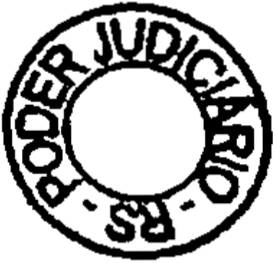 PODER JUDICIÁRIO - RS -